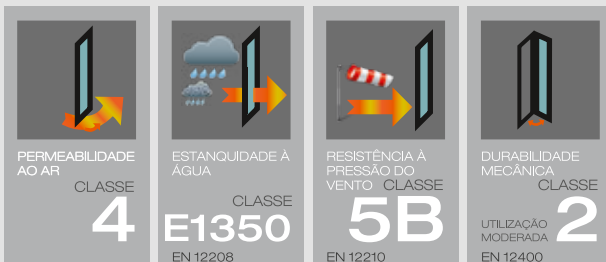 PERMEABILIDADE
AO AR
CLASSE
4
ESTANQUIDADE À
ÁGUA
CLASSE
E1350
EN 12208
RESISTÊNCIA À
PRESSÃO DO
VENTO CLASSE
5B
EN 12210
DURABILIDADE
MECÂNICA
CLASSE
UTILIZAÇÃO
MODERADA 2
EN 12400